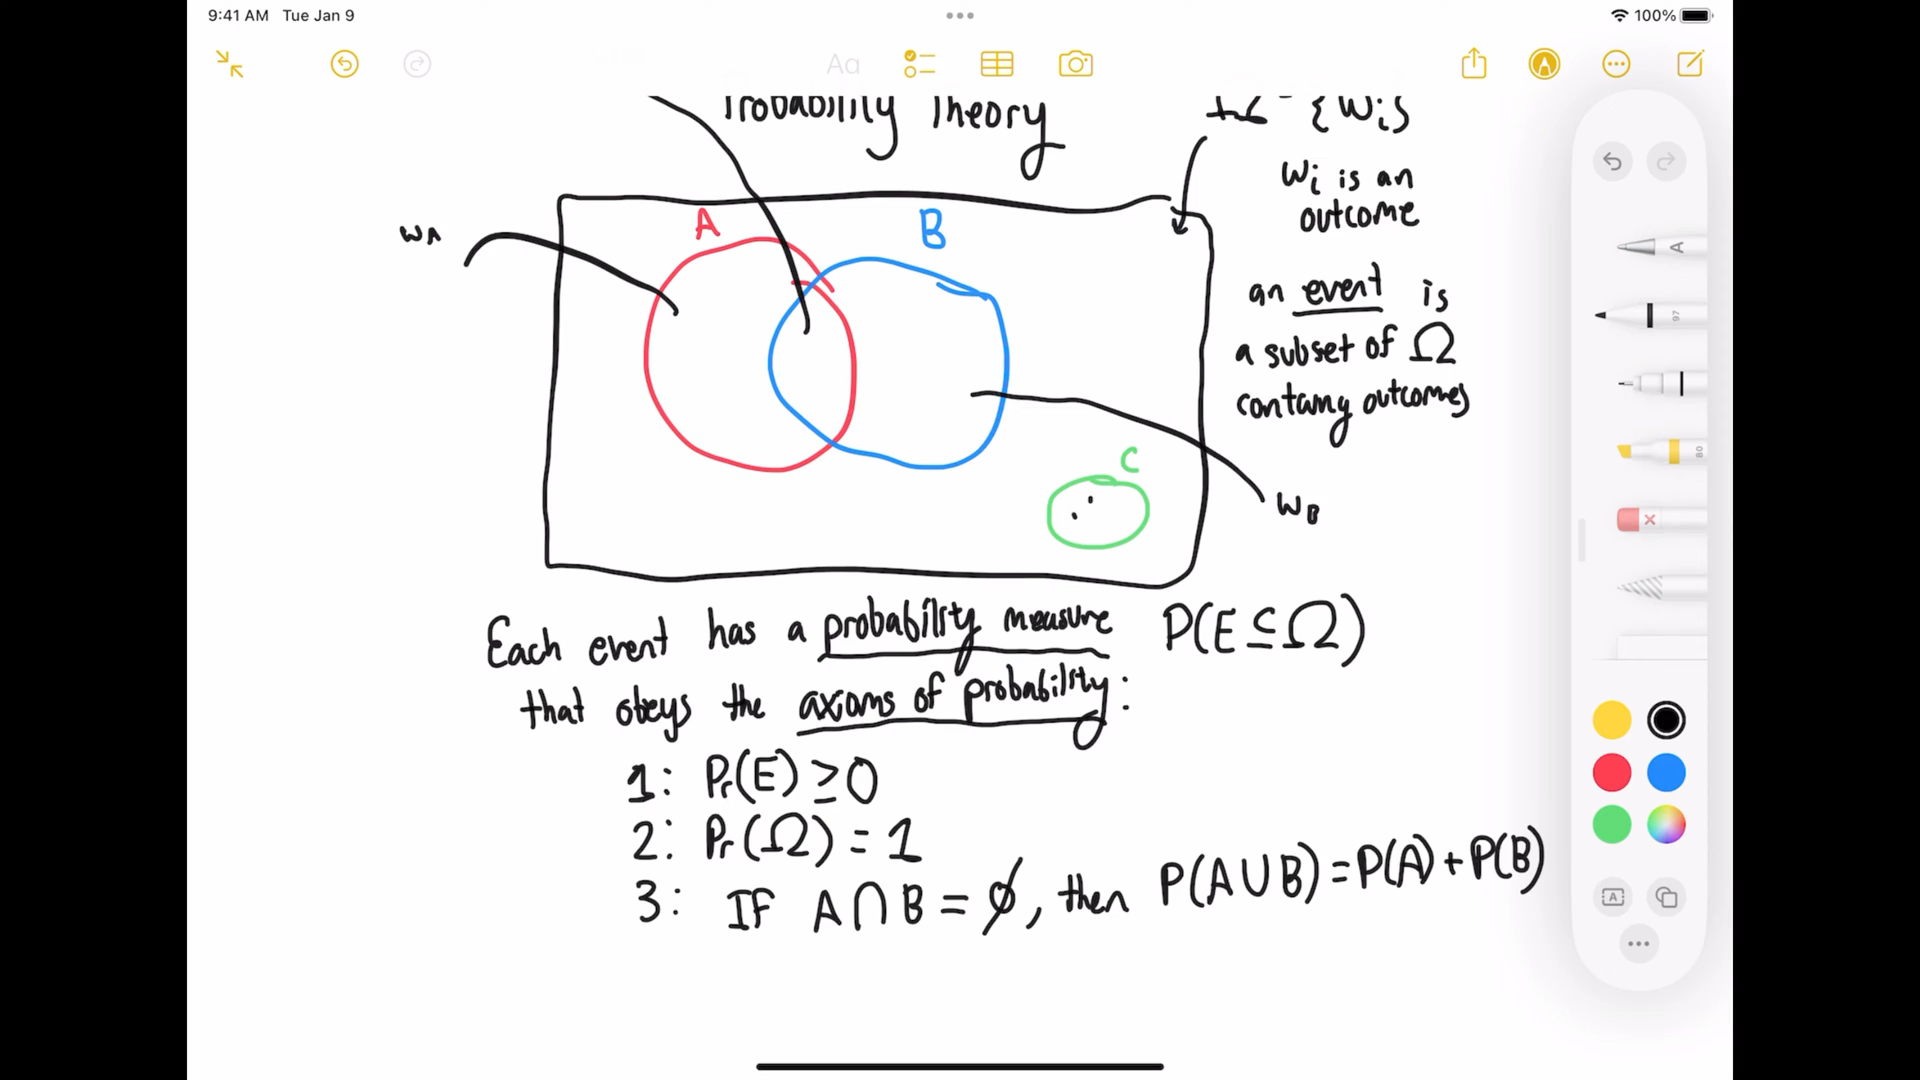 9:41 AM Tue Jan 9
100%
Aa
Probability Theory
Ω = {Wi}
Wi is an
outcome
A
B
WA
an event is
a subset of Ω
containg outcomes
C
WB
Each event has a probability measure P(E⊆Ω)
that obeys the axioms of probability:
1: Pr(E) ≥ 0
2: Pr(Ω) = 1
3: IF A∩B = ∅, then P(A∪B) = P(A) + P(B)
A
97
80
A